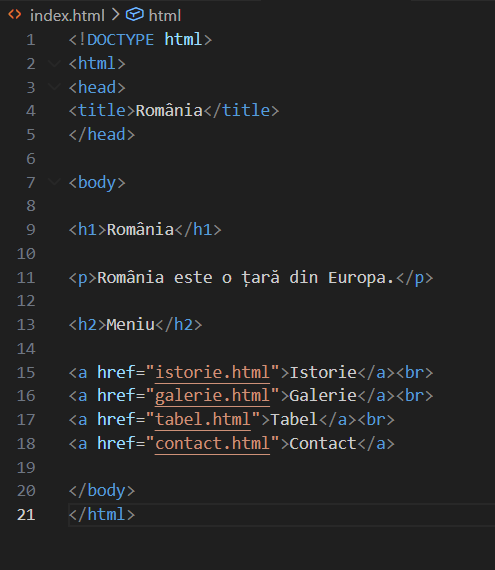 index.html > html
1 <!DOCTYPE html>
2 <html>
3 <head>
4 <title>România</title>
5 </head>
6
7 <body>
8
9 <h1>România</h1>
10
11 <p>România este o țară din Europa.</p>
12
13 <h2>Meniu</h2>
14
15 <a href="istorie.html">Istorie</a><br>
16 <a href="galerie.html">Galerie</a><br>
17 <a href="tabel.html">Tabel</a><br>
18 <a href="contact.html">Contact</a>
19
20 </body>
21 </html>